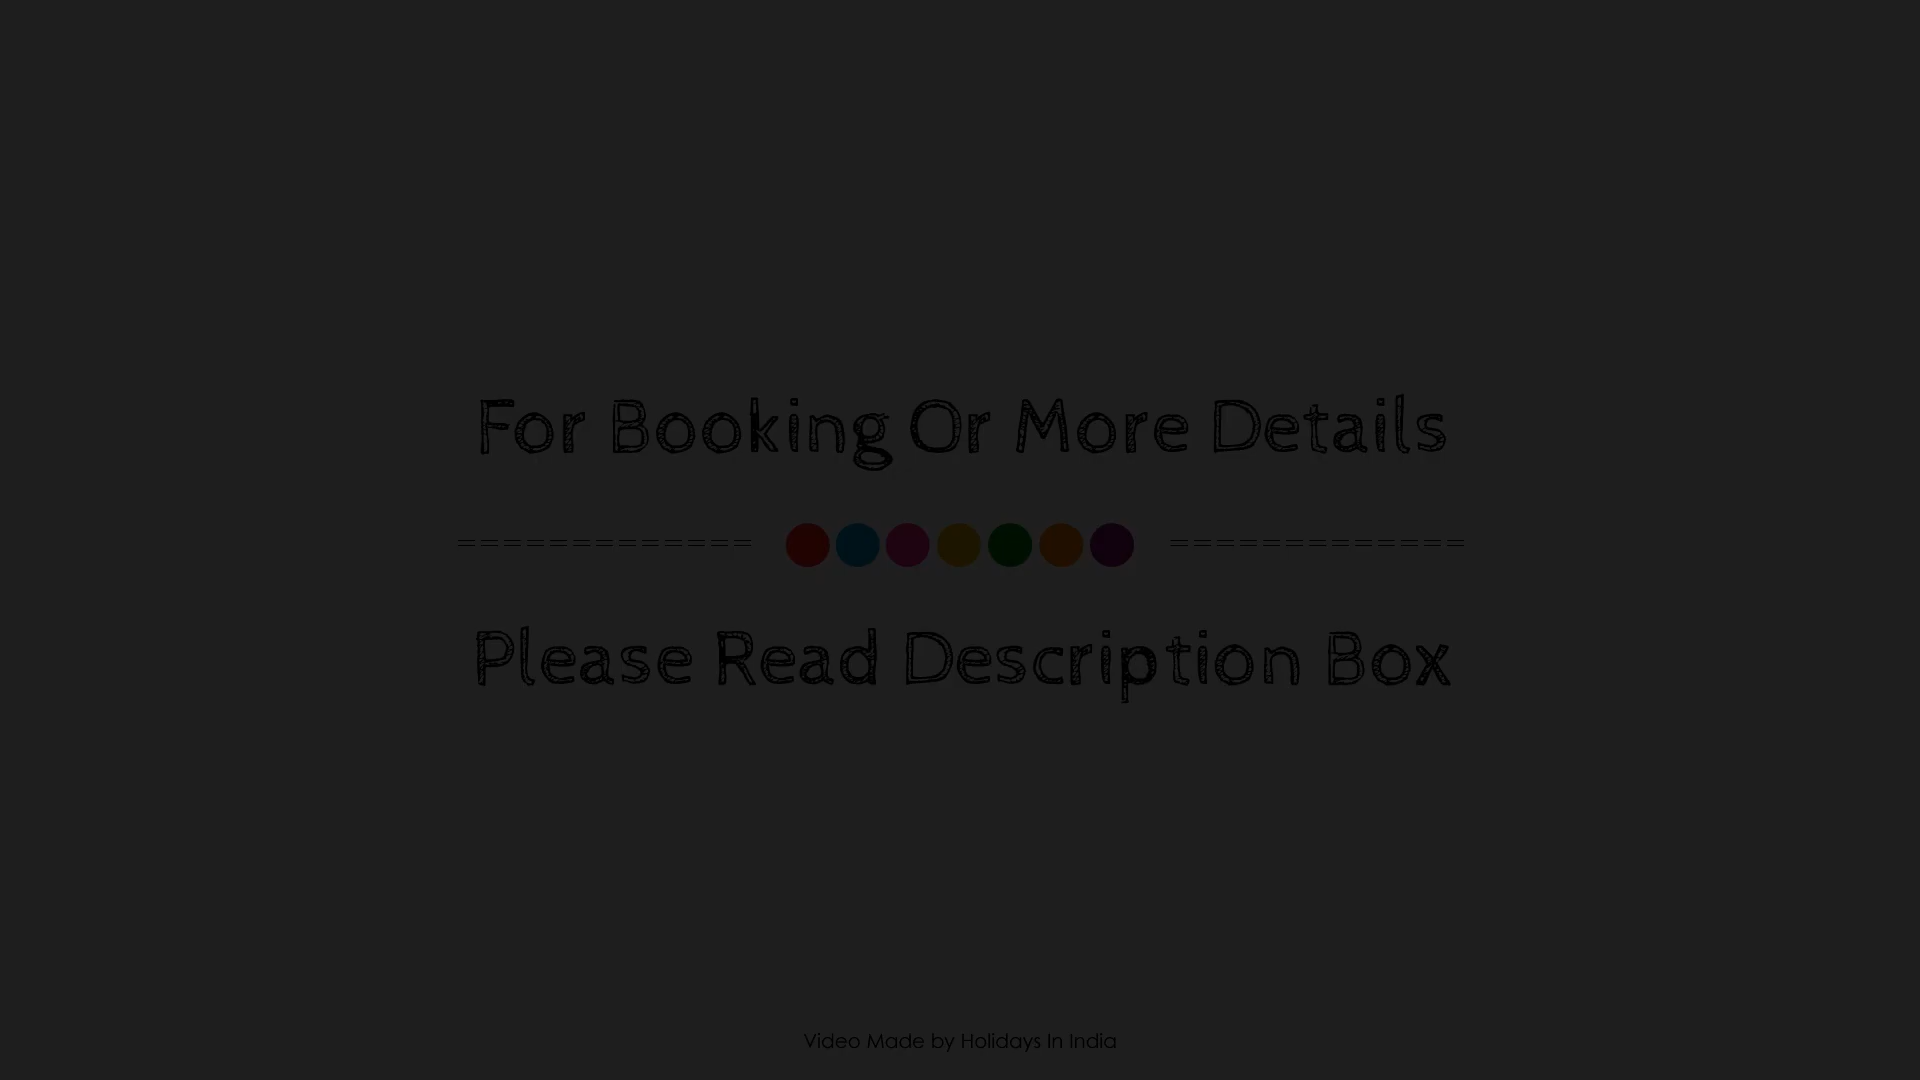 For Booking Or More Details
============= =============
Please Read Description Box
Video Made by Holidays In India